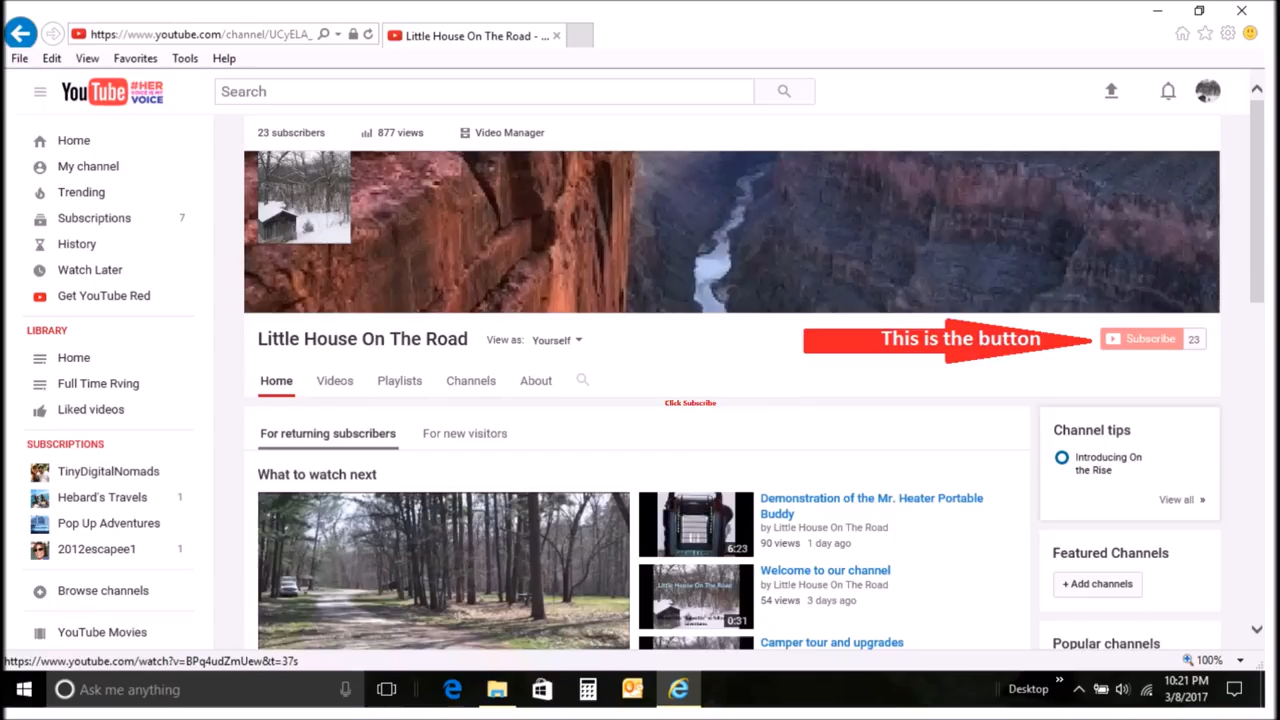 https://www.youtube.com/channel/UCyELA_
Little House On The Road - ...
File Edit View Favorites Tools Help
YouTube #HER VOICE IS MY VOICE
Search
23 subscribers 877 views Video Manager
Home
My channel
Trending
Subscriptions 7
History
Watch Later
Get YouTube Red
LIBRARY
Home
Full Time Rving
Liked videos
SUBSCRIPTIONS
TinyDigitalNomads
Hebard's Travels 1
Pop Up Adventures
2012escapee1 1
Browse channels
YouTube Movies
Little House On The Road View as: Yourself
This is the button
Subscribe 23
Home Videos Playlists Channels About
Click Subscribe
For returning subscribers For new visitors
What to watch next
6:23
Demonstration of the Mr. Heater Portable
Buddy
by Little House On The Road
90 views 1 day ago
Little House On The Road
0:31
Welcome to our channel
by Little House On The Road
54 views 3 days ago
Camper tour and upgrades
Channel tips
Introducing On
the Rise
View all »
Featured Channels
+ Add channels
Popular channels
https://www.youtube.com/watch?v=BPq4udZmUew&t=37s
100%
Ask me anything
Desktop
10:21 PM
3/8/2017